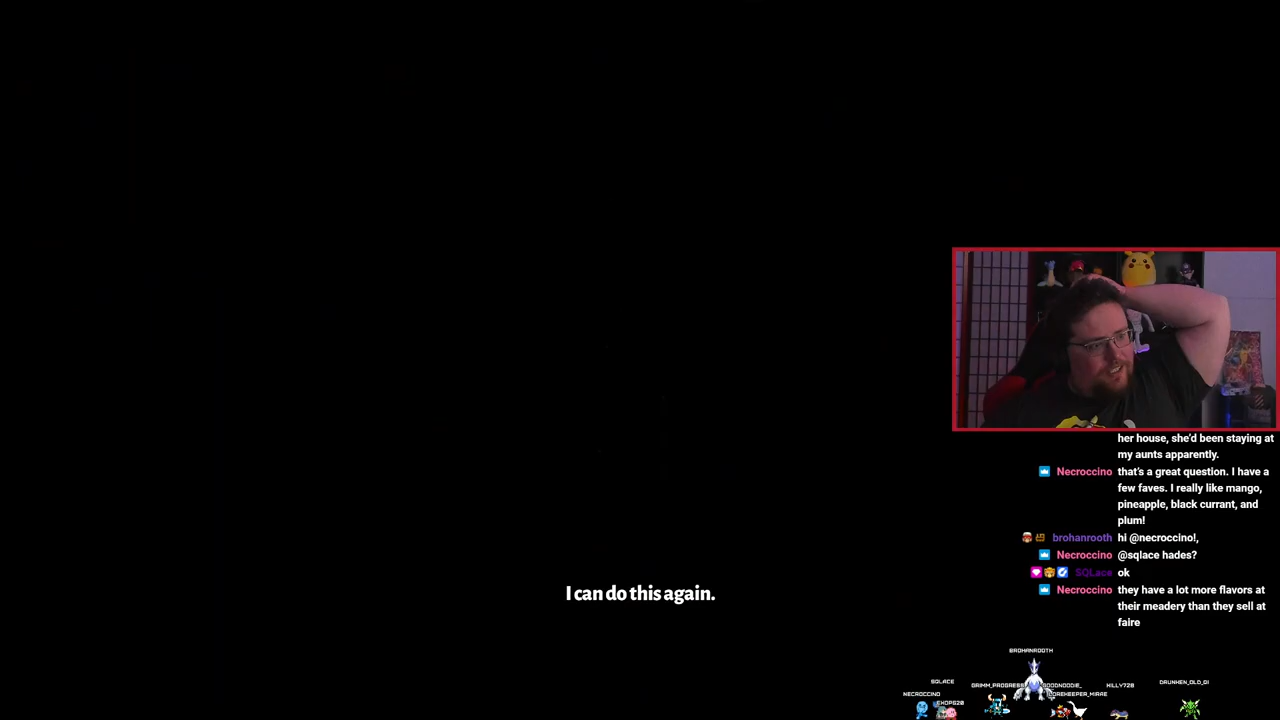 her house, she'd been staying at
my aunts apparently.
Necroccino that's a great question. I have a
few faves. I really like mango,
pineapple, black currant, and
plum!
brohanrooth hi @necroccino!,
Necroccino @sqlace hades?
SQLace ok
Necroccino they have a lot more flavors at
their meadery than they sell at
faire
I can do this again.
BROHANROOTH
SQLACE
KILLY728
DRUNKEN_OLD_GI
NECROCCINO